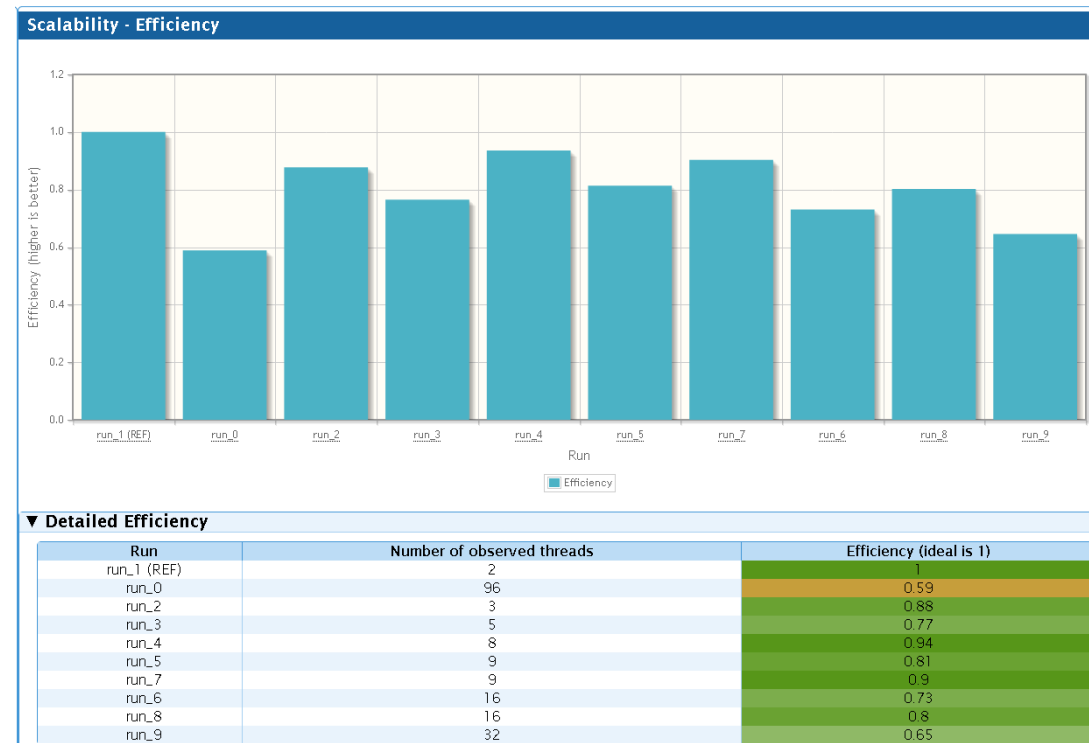 Scalability - Efficiency
1.2
1.0
0.8
0.6
0.4
0.2
0.0
Efficiency (higher is better)
run_1 (REF) run_0 run_2 run_3 run_4 run_5 run_7 run_6 run_8 run_9
Run
Efficiency
▼ Detailed Efficiency
Run Number of observed threads Efficiency (ideal is 1)
run_1 (REF) 2 1
run_0 96 0.59
run_2 3 0.88
run_3 5 0.77
run_4 8 0.94
run_5 9 0.81
run_7 9 0.9
run_6 16 0.73
run_8 16 0.8
run_9 32 0.65